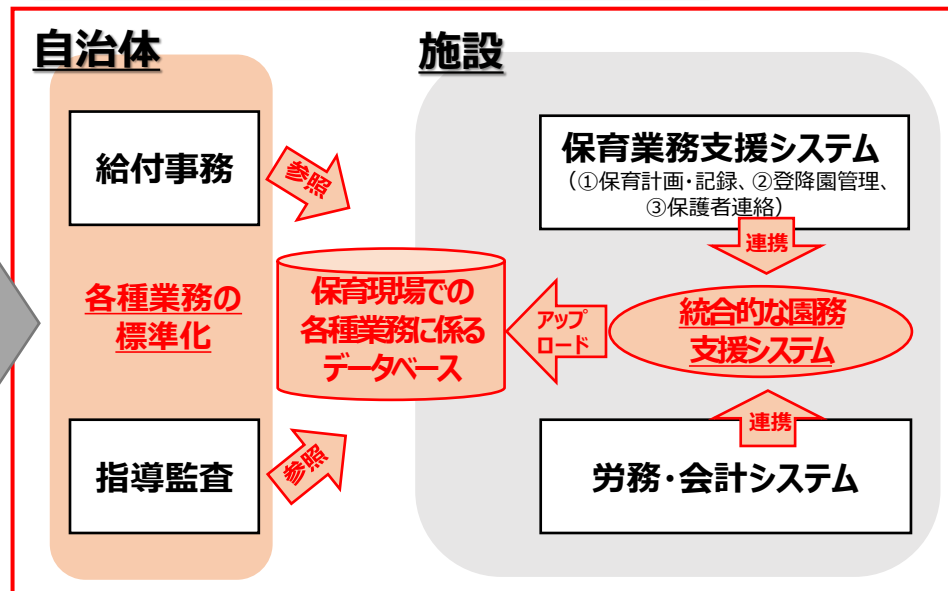 自治体
給付事務
参照
各種業務の
標準化
指導監査
参照
保育現場での
各種業務に係る
データベース
施設
保育業務支援システム
（①保育計画・記録、②登降園管理、
③保護者連絡）
連携
アップ
ロード
統合的な園務
支援システム
連携
労務・会計システム